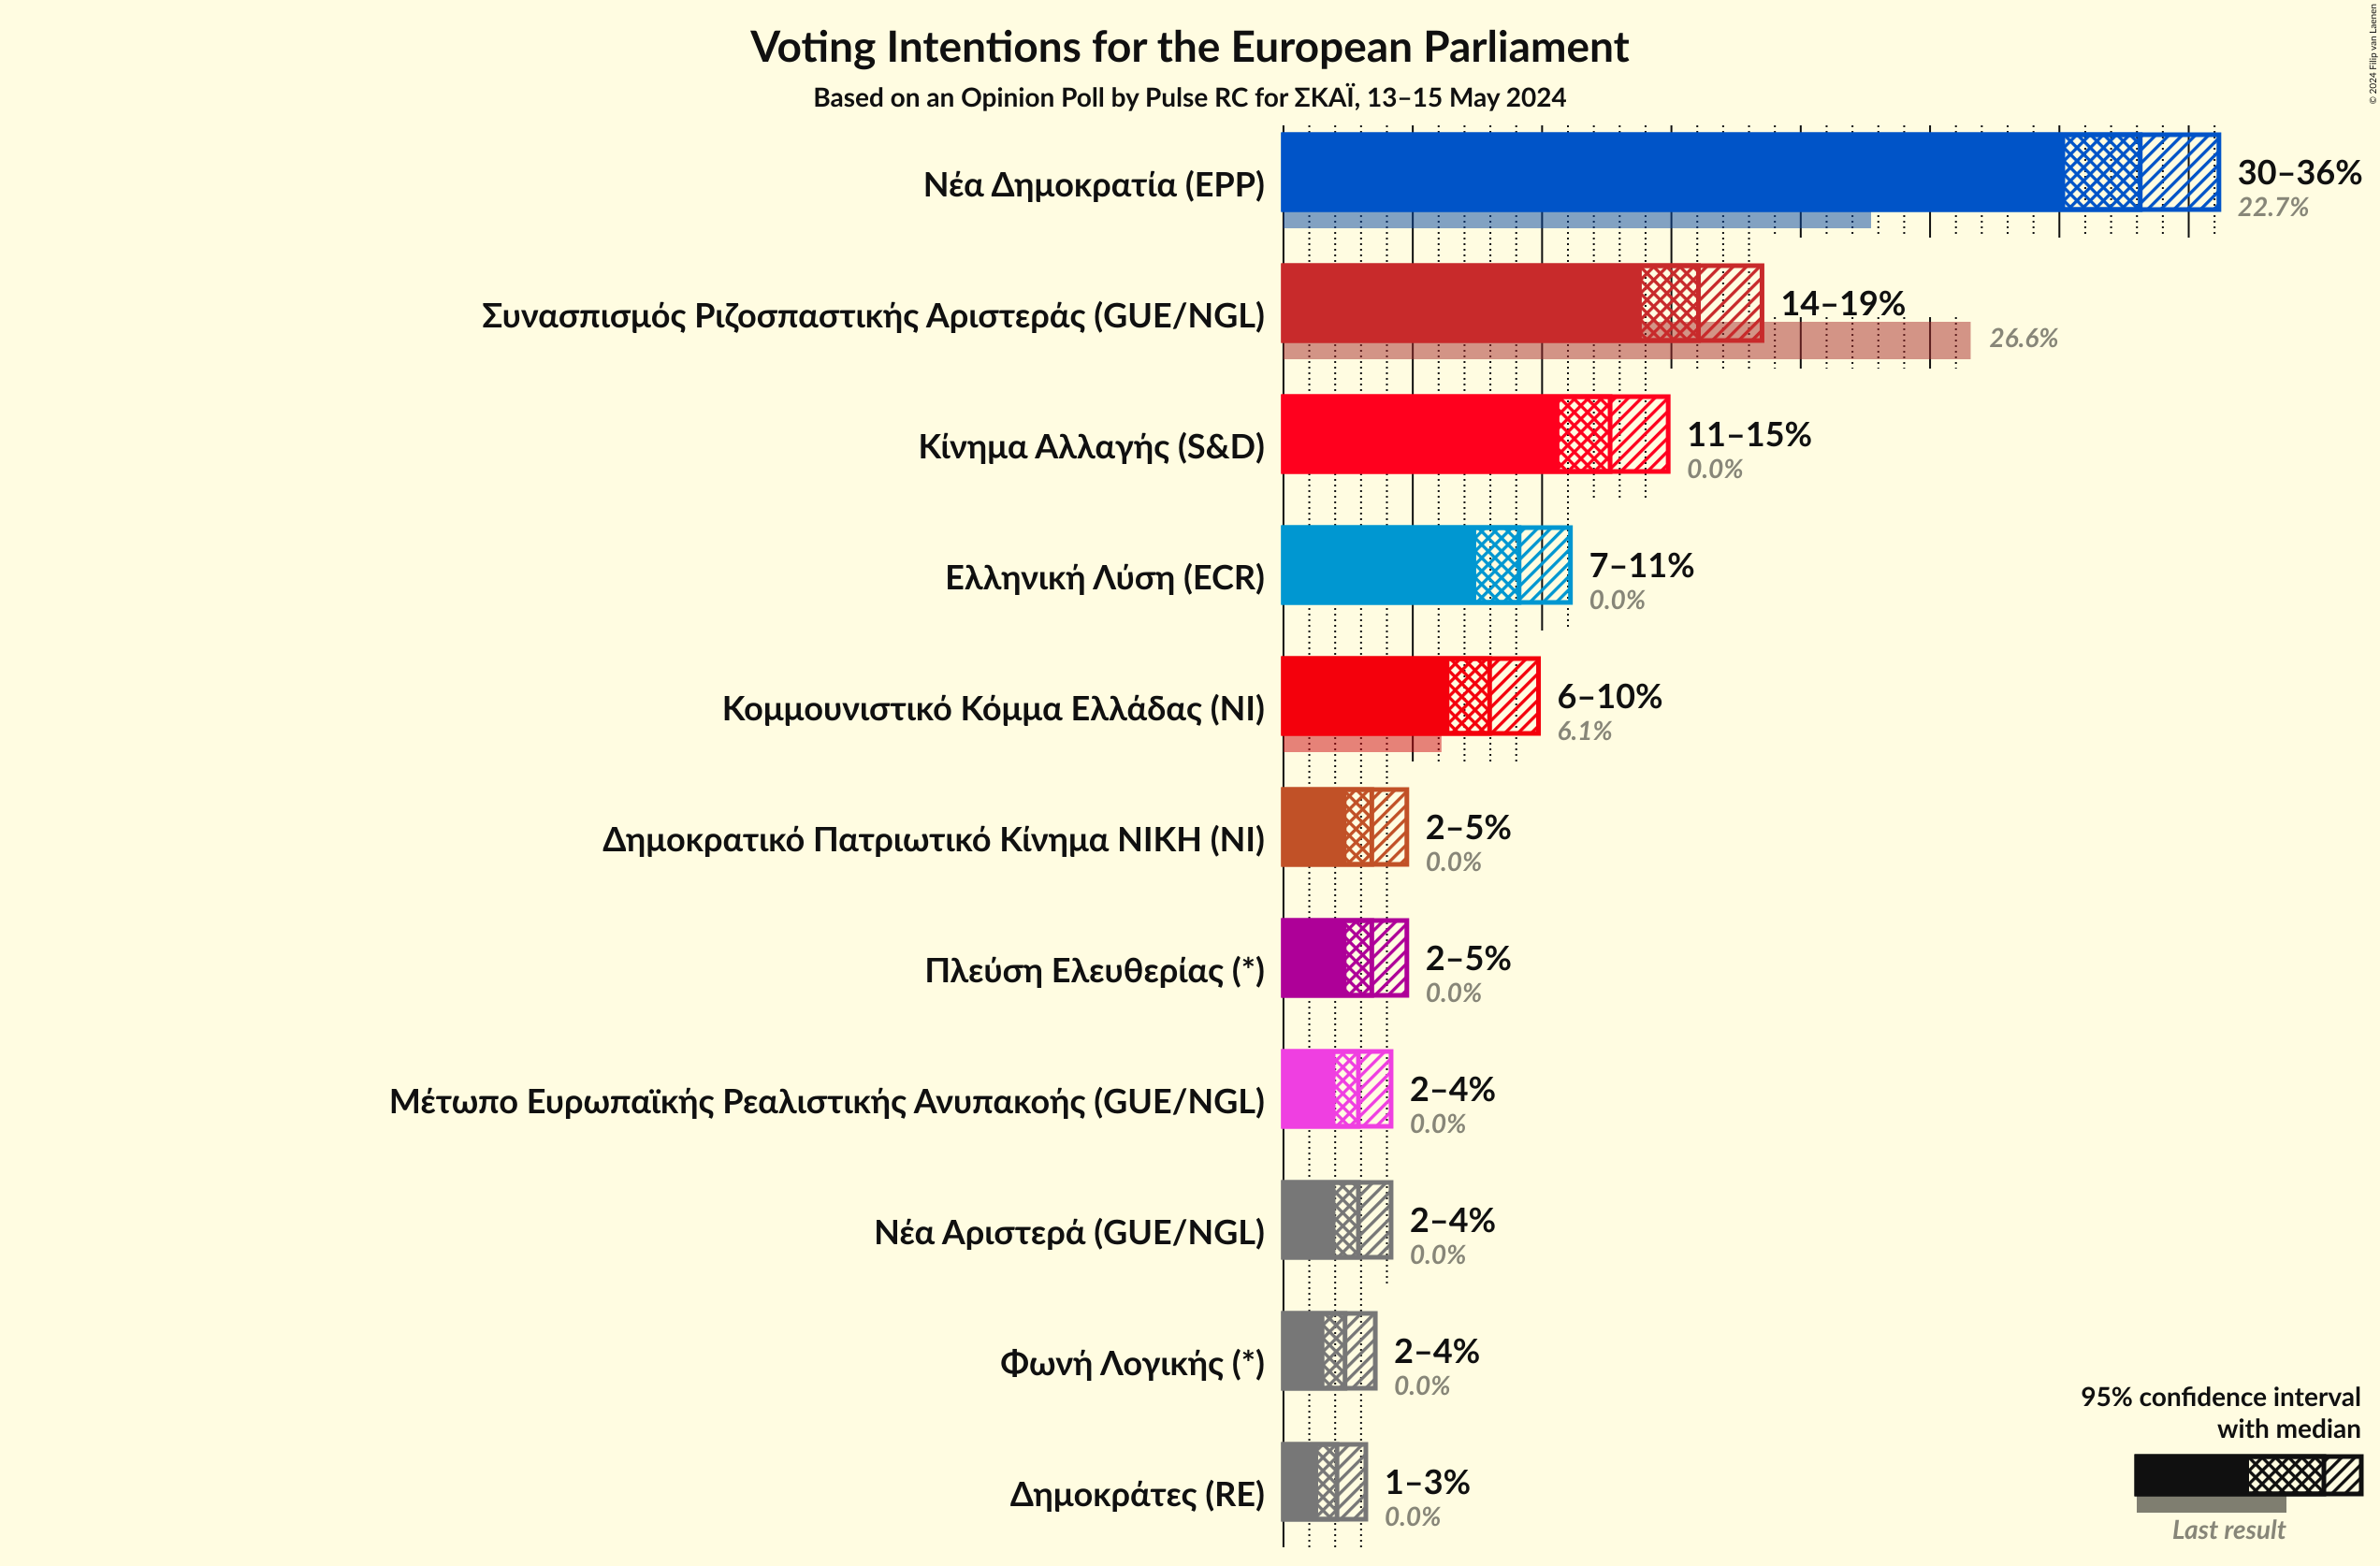 Voting Intentions for the European Parliament
Based on an Opinion Poll by Pulse RC for ΣΚΑΪ, 13–15 May 2024
© 2024 Filip van Laenen
Νέα Δημοκρατία (EPP)
30–36%
22.7%
Συνασπισμός Ριζοσπαστικής Αριστεράς (GUE/NGL)
14–19%
26.6%
Κίνημα Αλλαγής (S&D)
11–15%
0.0%
Ελληνική Λύση (ECR)
7–11%
0.0%
Κομμουνιστικό Κόμμα Ελλάδας (NI)
6–10%
6.1%
Δημοκρατικό Πατριωτικό Κίνημα ΝΙΚΗ (NI)
2–5%
0.0%
Πλεύση Ελευθερίας (*)
2–5%
0.0%
Μέτωπο Ευρωπαϊκής Ρεαλιστικής Ανυπακοής (GUE/NGL)
2–4%
0.0%
Νέα Αριστερά (GUE/NGL)
2–4%
0.0%
Φωνή Λογικής (*)
2–4%
0.0%
Δημοκράτες (RE)
1–3%
0.0%
95% confidence interval
with median
Last result